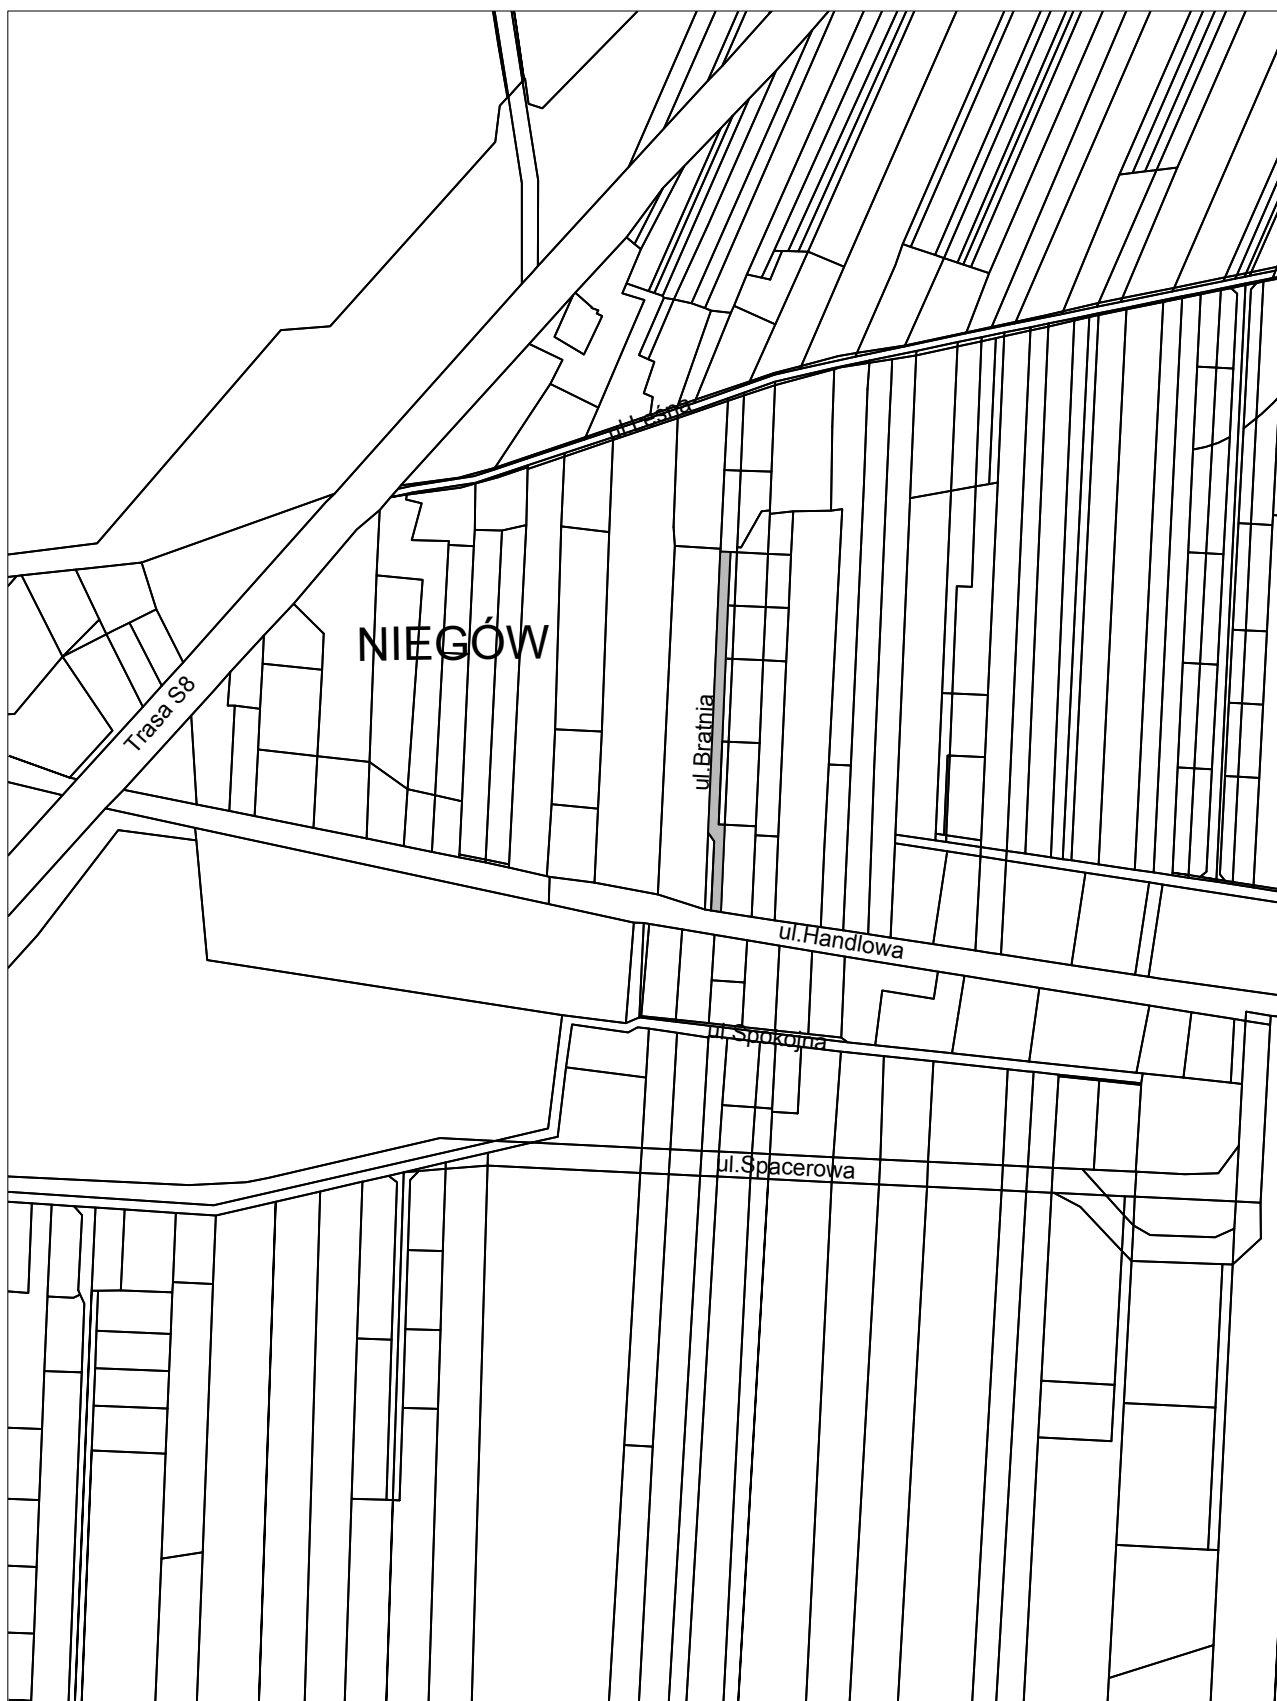 ul.Leśna
NIEGÓW
Trasa S8
ul.Bratnia
ul.Handlowa
ul.Spokojna
ul.Spacerowa